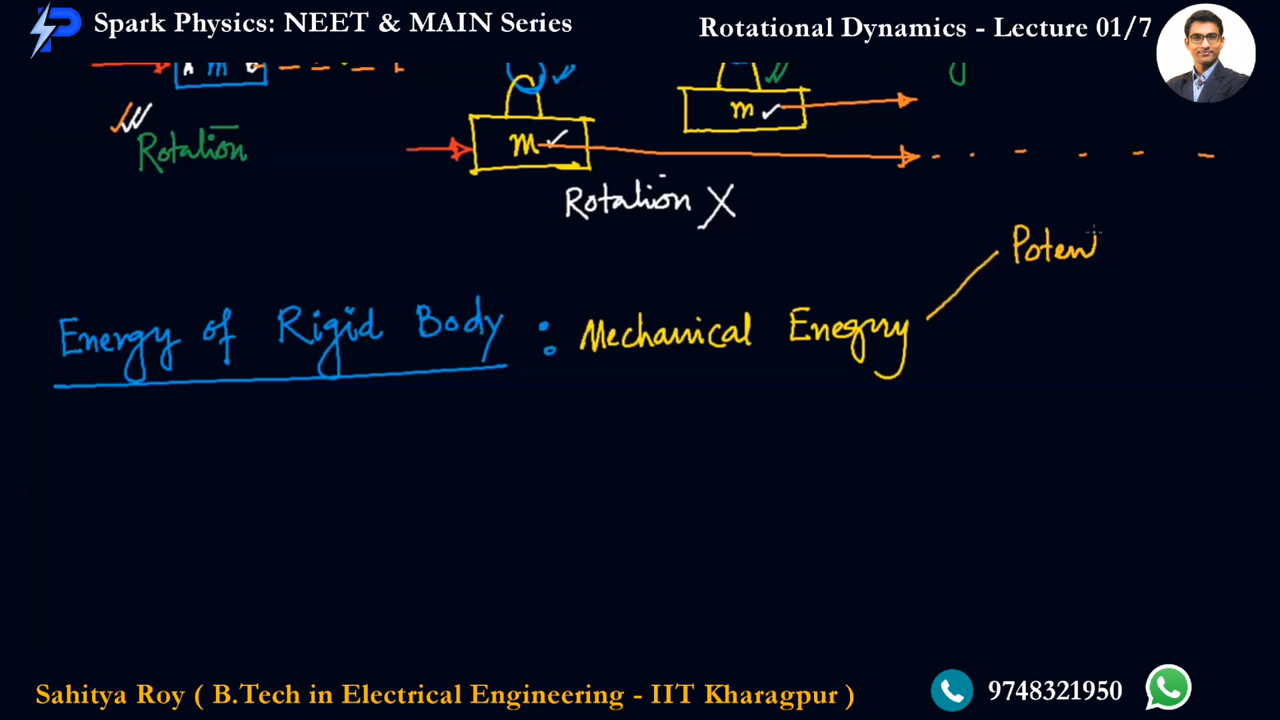 Spark Physics: NEET & MAIN Series
Rotational Dynamics - Lecture 01/7
m
m
m
Rotation
Rotation X
Poten
Energy of Rigid Body : Mechanical Enegry
Sahitya Roy ( B.Tech in Electrical Engineering - IIT Kharagpur )
9748321950